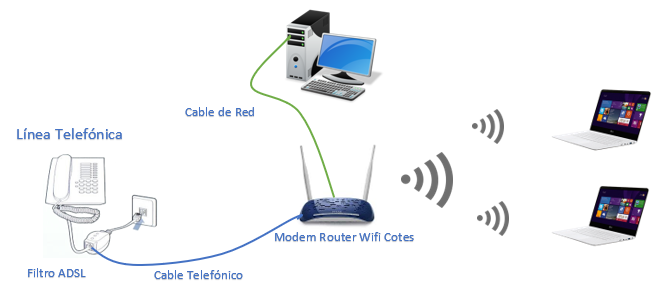 Cable de Red
Línea Telefónica
Modem Router Wifi Cotes
Filtro ADSL
Cable Telefónico